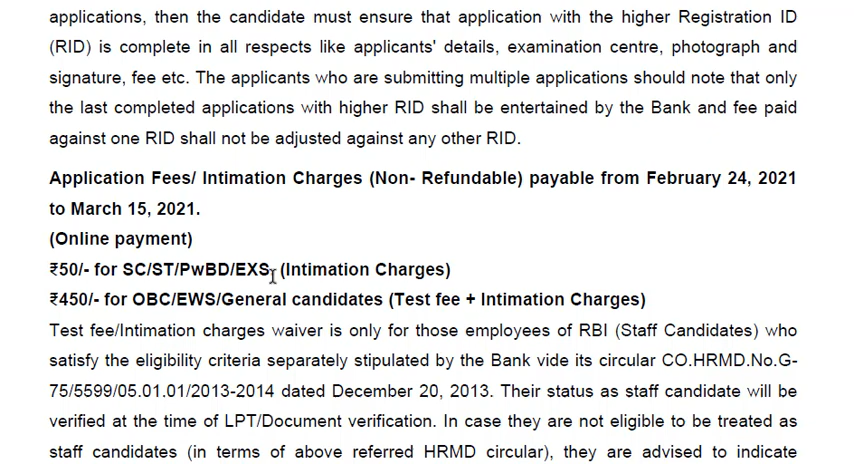 applications, then the candidate must ensure that application with the higher Registration ID
(RID) is complete in all respects like applicants' details, examination centre, photograph and
signature, fee etc. The applicants who are submitting multiple applications should note that only
the last completed applications with higher RID shall be entertained by the Bank and fee paid
against one RID shall not be adjusted against any other RID.
Application Fees/ Intimation Charges (Non- Refundable) payable from February 24, 2021
to March 15, 2021.
(Online payment)
₹50/- for SC/ST/PwBD/EXS. (Intimation Charges)
₹450/- for OBC/EWS/General candidates (Test fee + Intimation Charges)
Test fee/Intimation charges waiver is only for those employees of RBI (Staff Candidates) who
satisfy the eligibility criteria separately stipulated by the Bank vide its circular CO.HRMD.No.G-
75/5599/05.01.01/2013-2014 dated December 20, 2013. Their status as staff candidate will be
verified at the time of LPT/Document verification. In case they are not eligible to be treated as
staff candidates (in terms of above referred HRMD circular), they are advised to indicate